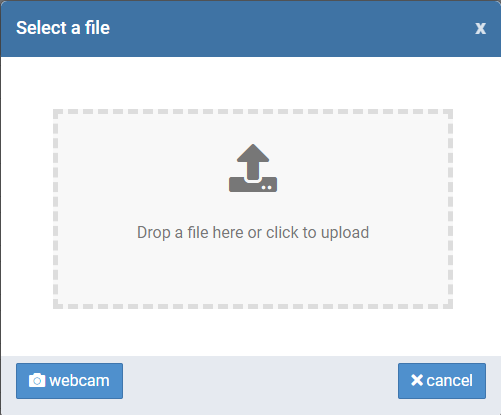 Select a file
x
Drop a file here or click to upload
webcam
cancel